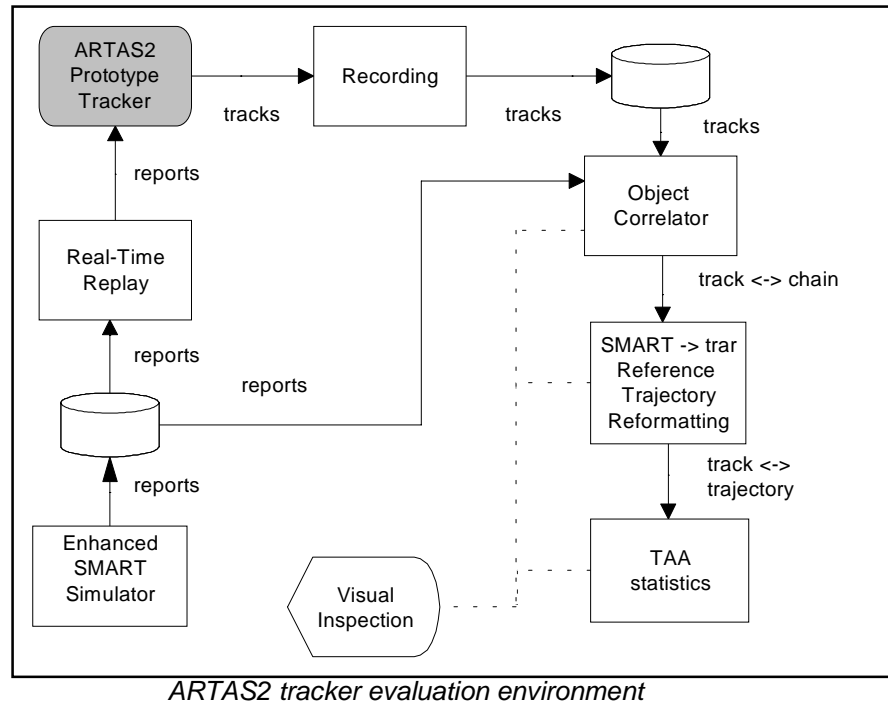 ARTAS2
Prototype
Tracker
tracks
Recording
tracks
tracks
reports
Object
Correlator
Real-Time
Replay
track <-> chain
reports
reports
SMART -> trar
Reference
Trajectory
Reformatting
reports
track <->
trajectory
Enhanced
SMART
Simulator
Visual
Inspection
TAA
statistics
ARTAS2 tracker evaluation environment